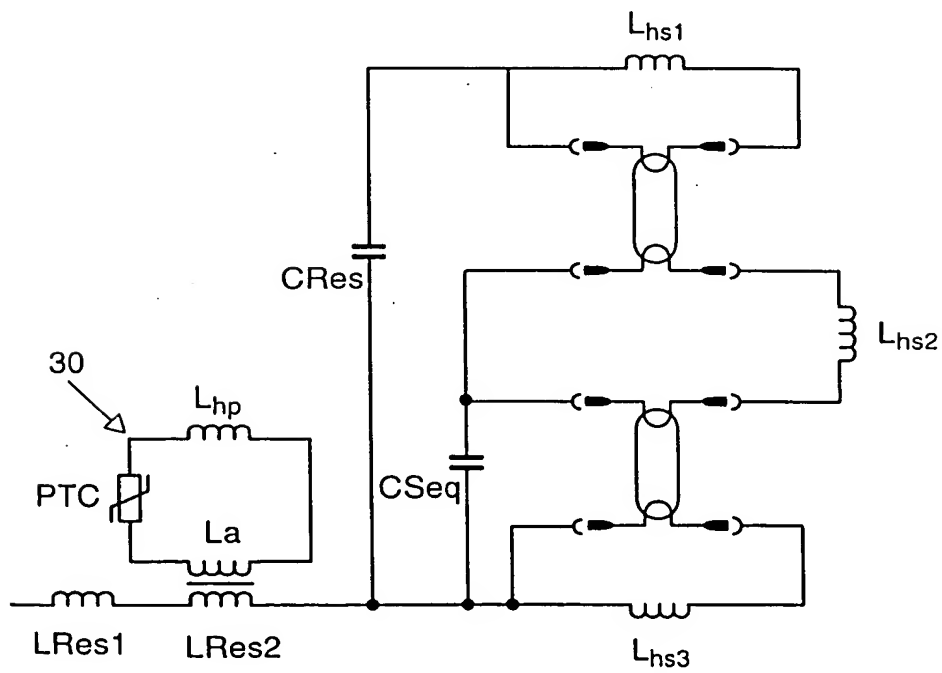 Lhs1
CRes
Lhs2
30
Lhp
PTC
CSeq
La
LRes1
LRes2
Lhs3